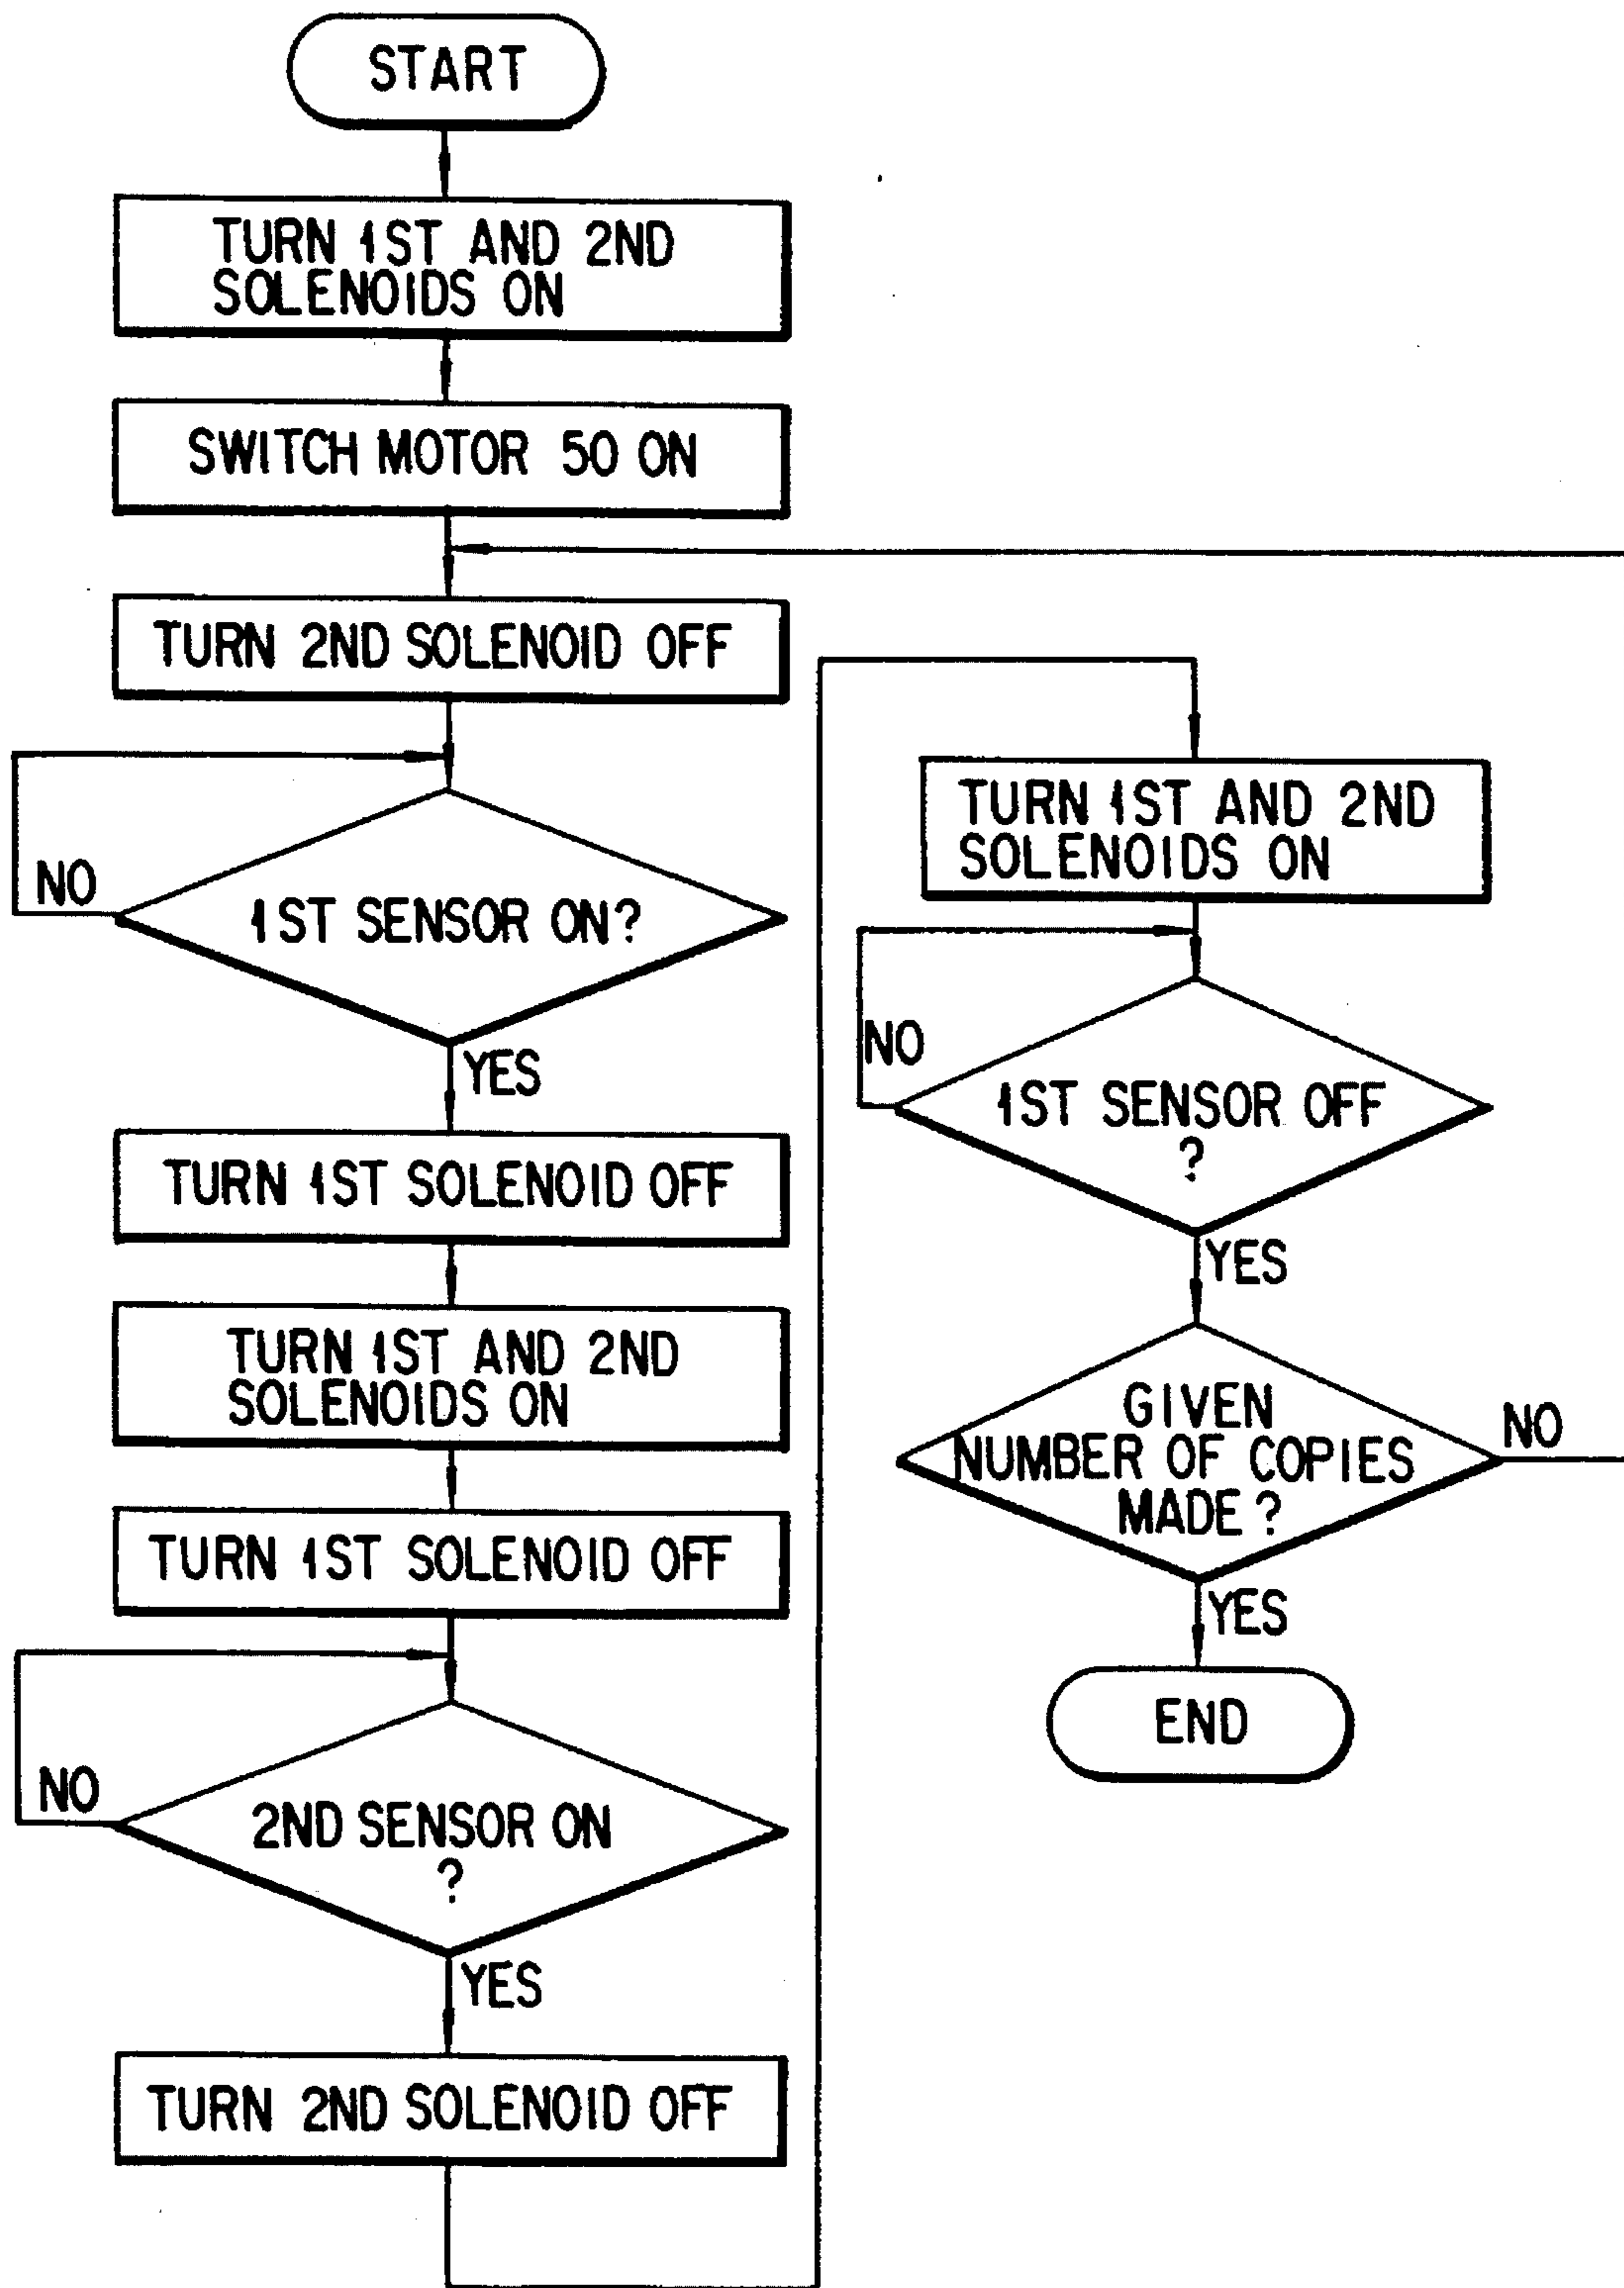 START
TURN 1ST AND 2ND
SOLENOIDS ON
SWITCH MOTOR 50 ON
TURN 2ND SOLENOID OFF
NO
1ST SENSOR ON?
YES
TURN 1ST SOLENOID OFF
TURN 1ST AND 2ND
SOLENOIDS ON
TURN 1ST SOLENOID OFF
NO
2ND SENSOR ON
?
YES
TURN 2ND SOLENOID OFF
TURN 1ST AND 2ND
SOLENOIDS ON
NO
1ST SENSOR OFF
?
YES
GIVEN
NUMBER OF COPIES
MADE?
NO
YES
END